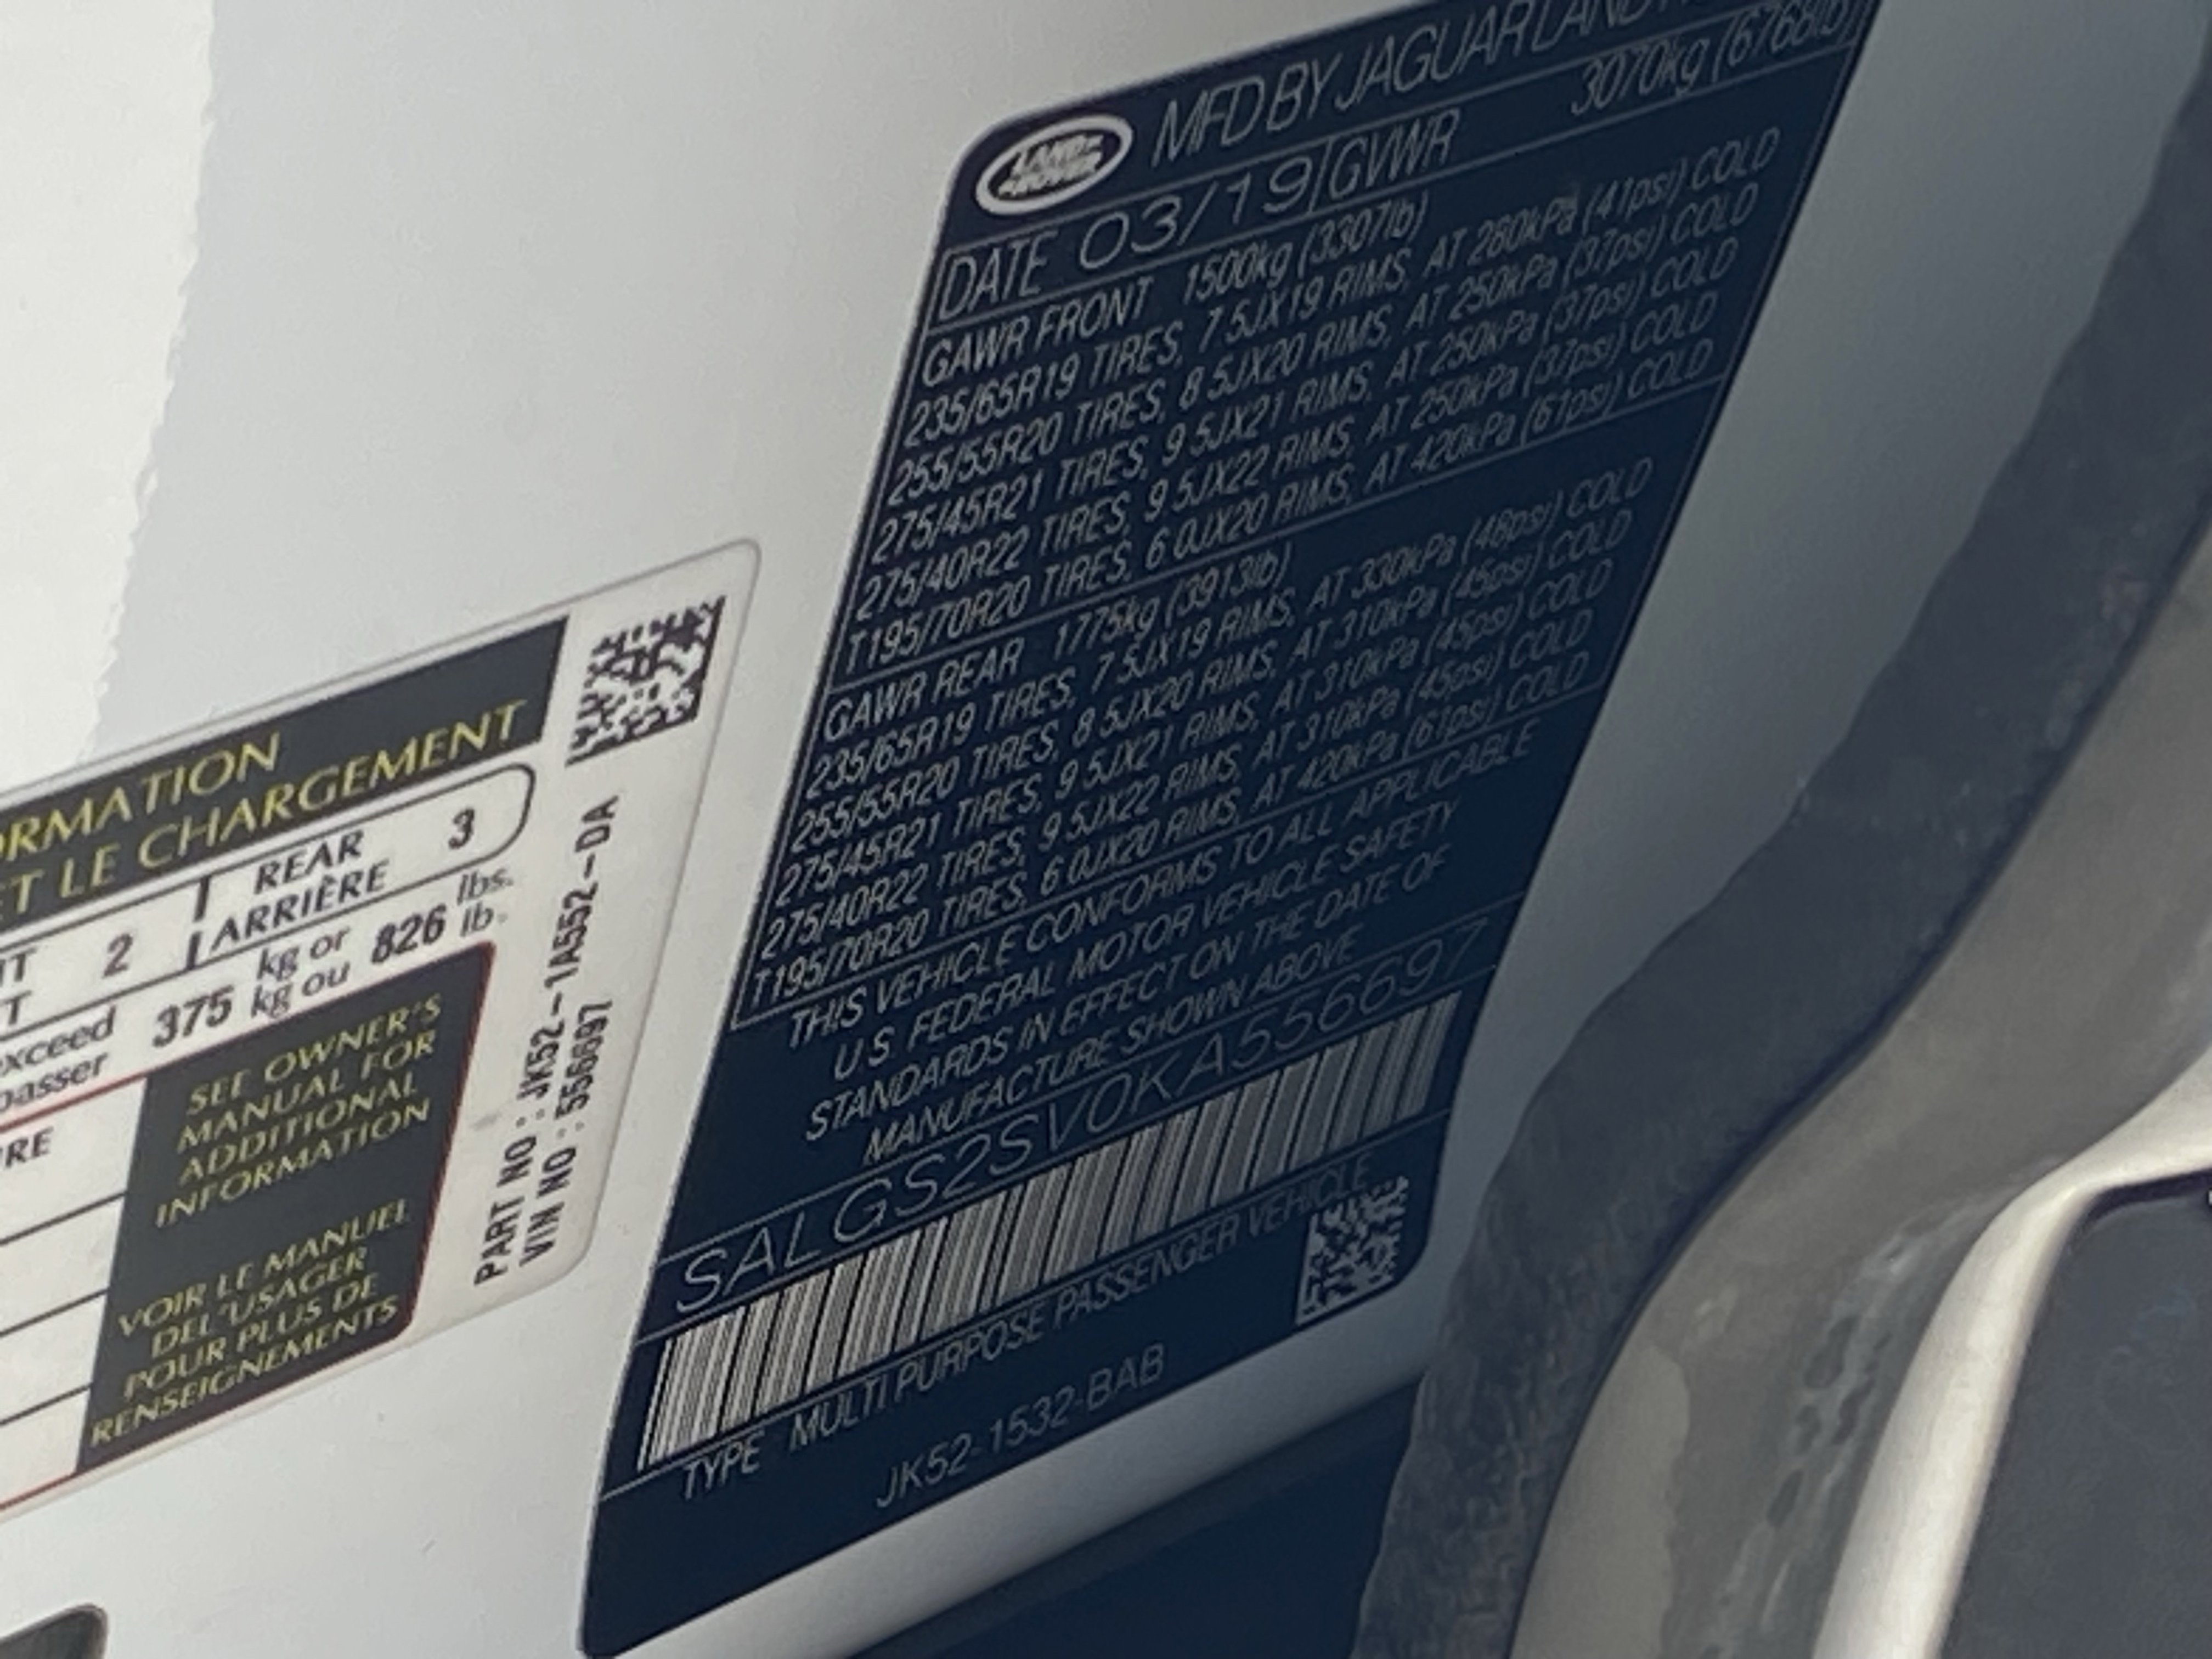 ORMATION
ET LE CHARGEMENT
2
REAR
ARRIÈRE
3
exceed
passer
375
kg or
kg ou
826
lbs.
lb.
RE
SEE OWNER'S
MANUAL FOR
ADDITIONAL
INFORMATION
VOIR LE MANUEL
DEL'USAGER
POUR PLUS DE
RENSEIGNEMENTS
PART NO : JK52-1A552-DA
VIN NO : 556697
LAND-
-ROVER
MFD BY JAGUAR LAND
DATE 03/19 GVWR 3070kg (6768lb)
GAWR FRONT 1500kg (3307lb)
235/65R19 TIRES, 7.5JX19 RIMS, AT 280kPa (41psi) COLD
255/55R20 TIRES, 8.5JX20 RIMS, AT 250kPa (37psi) COLD
275/45R21 TIRES, 9.5JX21 RIMS, AT 250kPa (37psi) COLD
275/40R22 TIRES, 9.5JX22 RIMS, AT 250kPa (37psi) COLD
T195/70R20 TIRES, 6.0JX20 RIMS, AT 420kPa (61psi) COLD
GAWR REAR 1775kg (3913lb)
235/65R19 TIRES, 7.5JX19 RIMS, AT 330kPa (48psi) COLD
255/55R20 TIRES, 8.5JX20 RIMS, AT 310kPa (45psi) COLD
275/45R21 TIRES, 9.5JX21 RIMS, AT 310kPa (45psi) COLD
275/40R22 TIRES, 9.5JX22 RIMS, AT 310kPa (45psi) COLD
T195/70R20 TIRES, 6.0JX20 RIMS, AT 420kPa (61psi) COLD
THIS VEHICLE CONFORMS TO ALL APPLICABLE
U.S. FEDERAL MOTOR VEHICLE SAFETY
STANDARDS IN EFFECT ON THE DATE OF
MANUFACTURE SHOWN ABOVE
SALGS2SV0KA556697
TYPE MULTI PURPOSE PASSENGER VEHICLE
JK52-1532-BAB